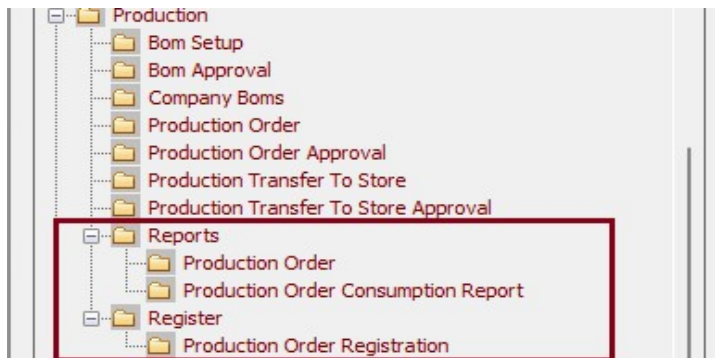 Production
Bom Setup
Bom Approval
Company Boms
Production Order
Production Order Approval
Production Transfer To Store
Production Transfer To Store Approval
Reports
Production Order
Production Order Consumption Report
Register
Production Order Registration